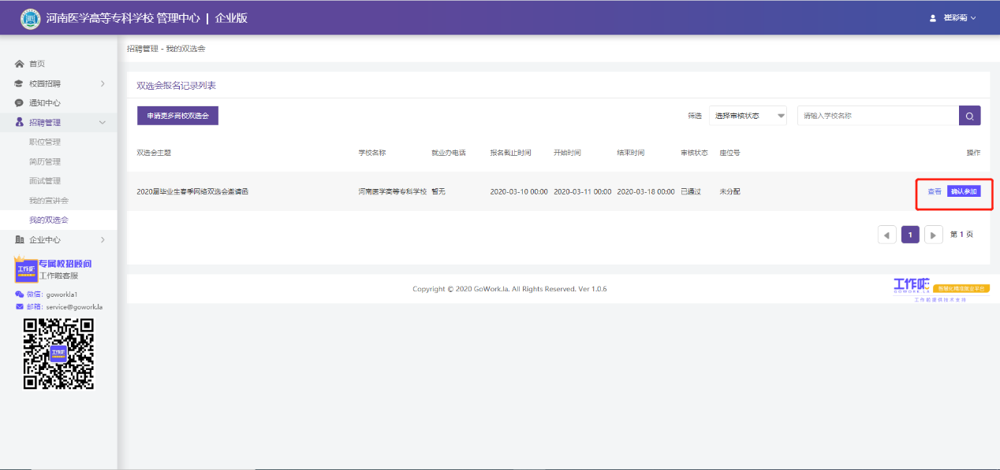 河南医学高等专科学校 管理中心 | 企业版
崔彩菊
首页
校园招聘
通知中心
招聘管理
职位管理
简历管理
面试管理
我的宣讲会
我的双选会
企业中心
专属校招顾问
工作啦客服
微信：goworkla1
邮箱：service@gowork.la
工作啦
招聘管理 - 我的双选会
双选会报名记录列表
申请更多高校双选会
筛选 选择审核状态 请输入学校名称
双选会主题 学校名称 就业办电话 报名截止时间 开始时间 结束时间 审核状态 座位号 操作
2020届毕业生春季网络双选会邀请函 河南医学高等专科学校 暂无 2020-03-10 00:00 2020-03-11 00:00 2020-03-18 00:00 已通过 未分配 查看 确认参加
1 第 1 页
Copyright © 2020 GoWork.la. All Rights Reserved. Ver 1.0.6
工作啦
GOWORK.LA
工作啦提供技术支持